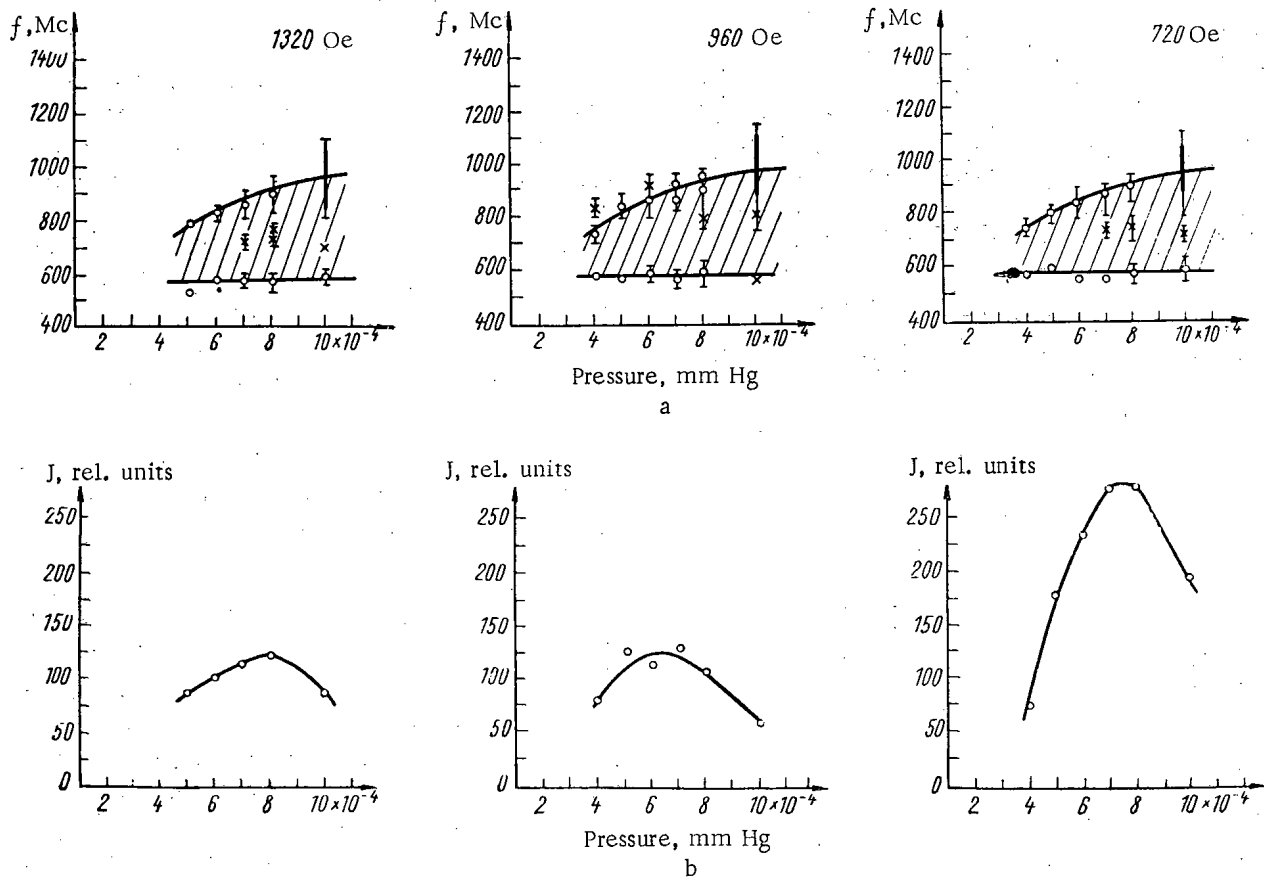 f, Mc
1320 Oe
1400
1200
1000
800
600
400
2 4 6 8 10×10⁻⁴
f, Mc
960 Oe
1400
1200
1000
800
600
400
2 4 6 8 10×10⁻⁴
Pressure, mm Hg
a
f, Mc
720 Oe
1400
1200
1000
800
600
400
2 4 6 8 10×10⁻⁴
J, rel. units
250
200
150
100
50
0
2 4 6 8 10×10⁻⁴
J, rel. units
250
200
150
100
50
0
2 4 6 8 10×10⁻⁴
Pressure, mm Hg
b
J, rel. units
250
200
150
100
50
0
2 4 6 8 10×10⁻⁴